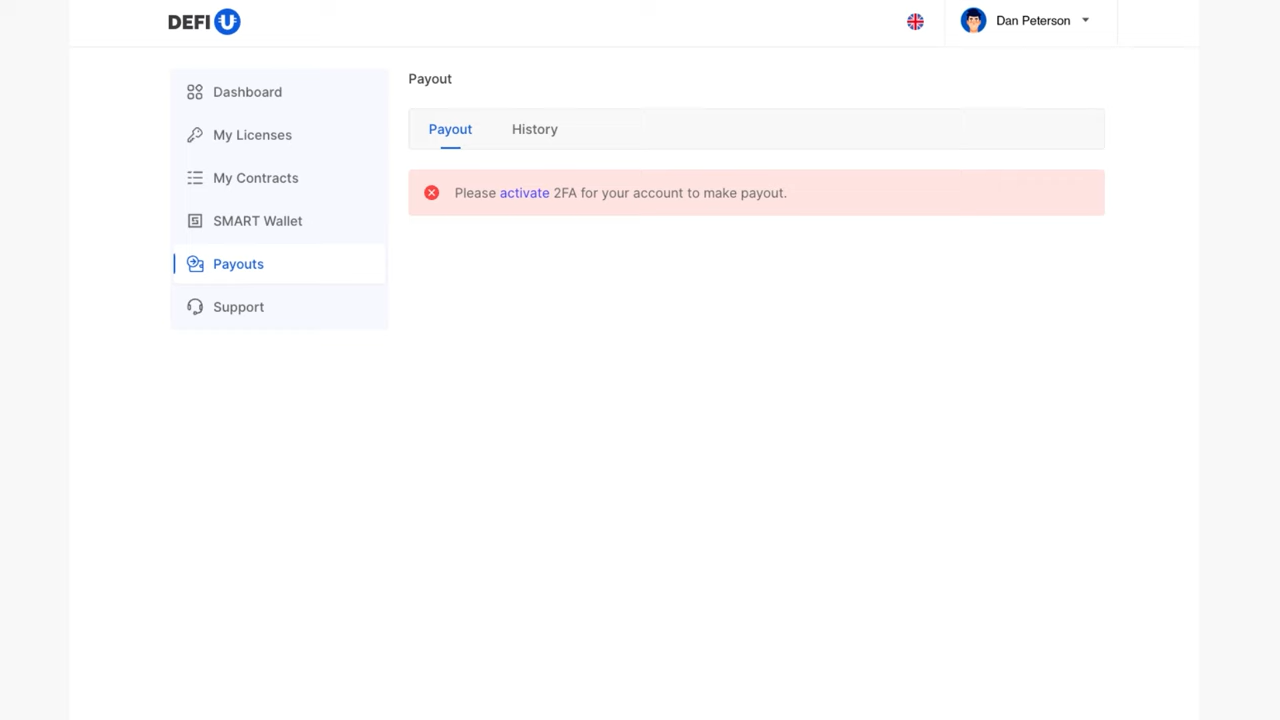 DEFI U
Dan Peterson
Dashboard
My Licenses
My Contracts
SMART Wallet
Payouts
Support
Payout
Payout History
Please activate 2FA for your account to make payout.